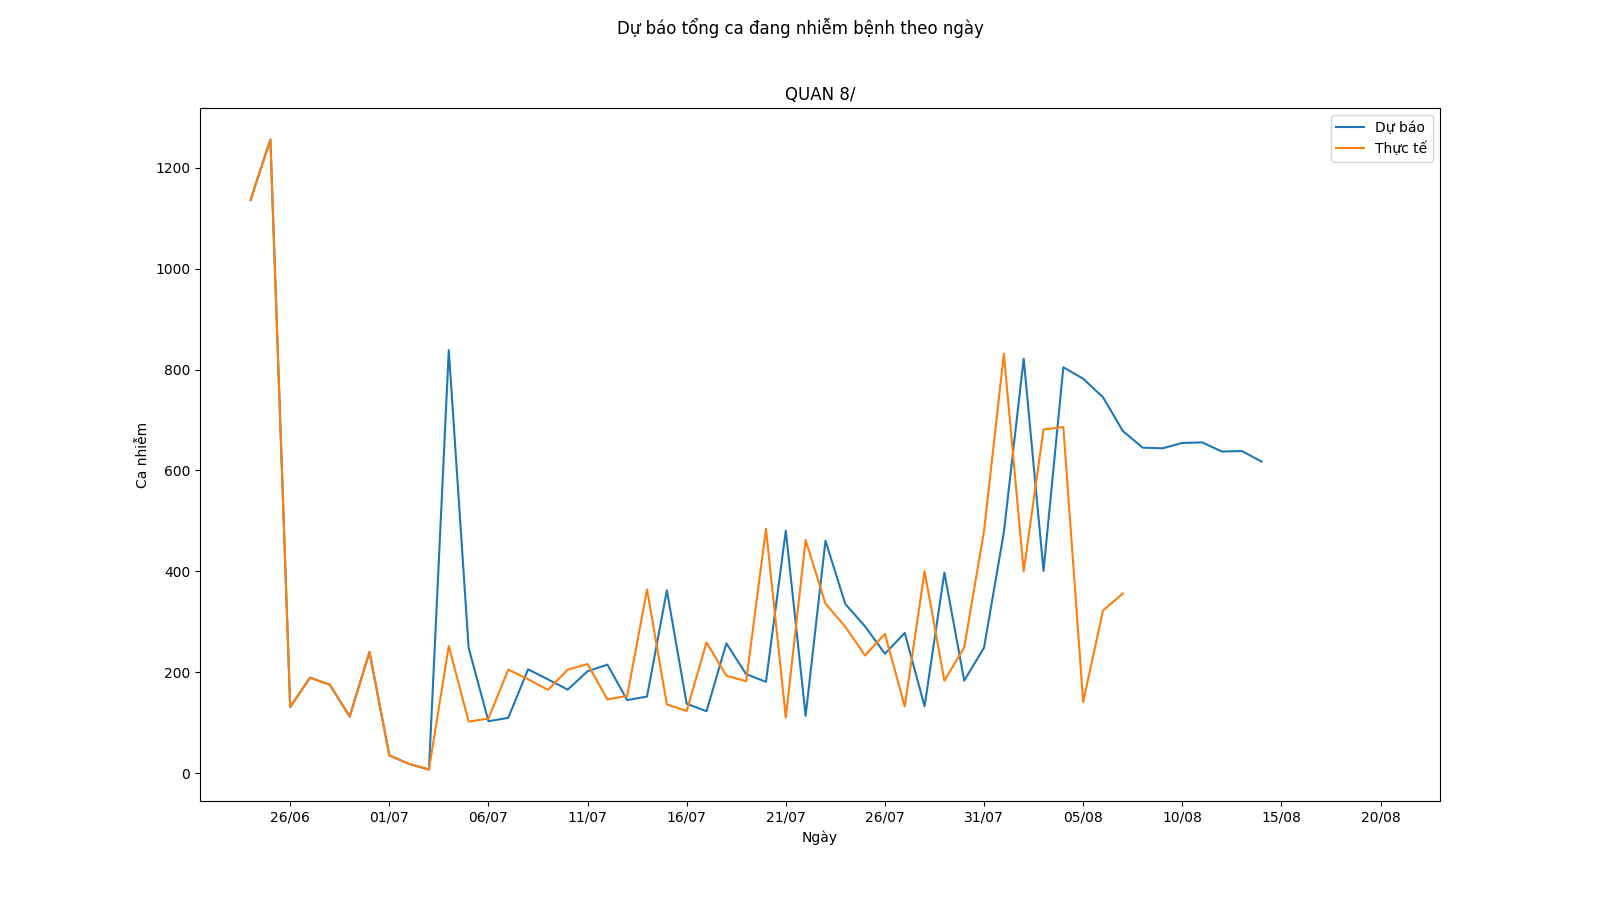 Dự báo tổng ca đang nhiễm bệnh theo ngày
QUAN 8/
Dự báo
Thực tế
Ca nhiễm
1200
1000
800
600
400
200
0
26/06 01/07 06/07 11/07 16/07 21/07 26/07 31/07 05/08 10/08 15/08 20/08
Ngày